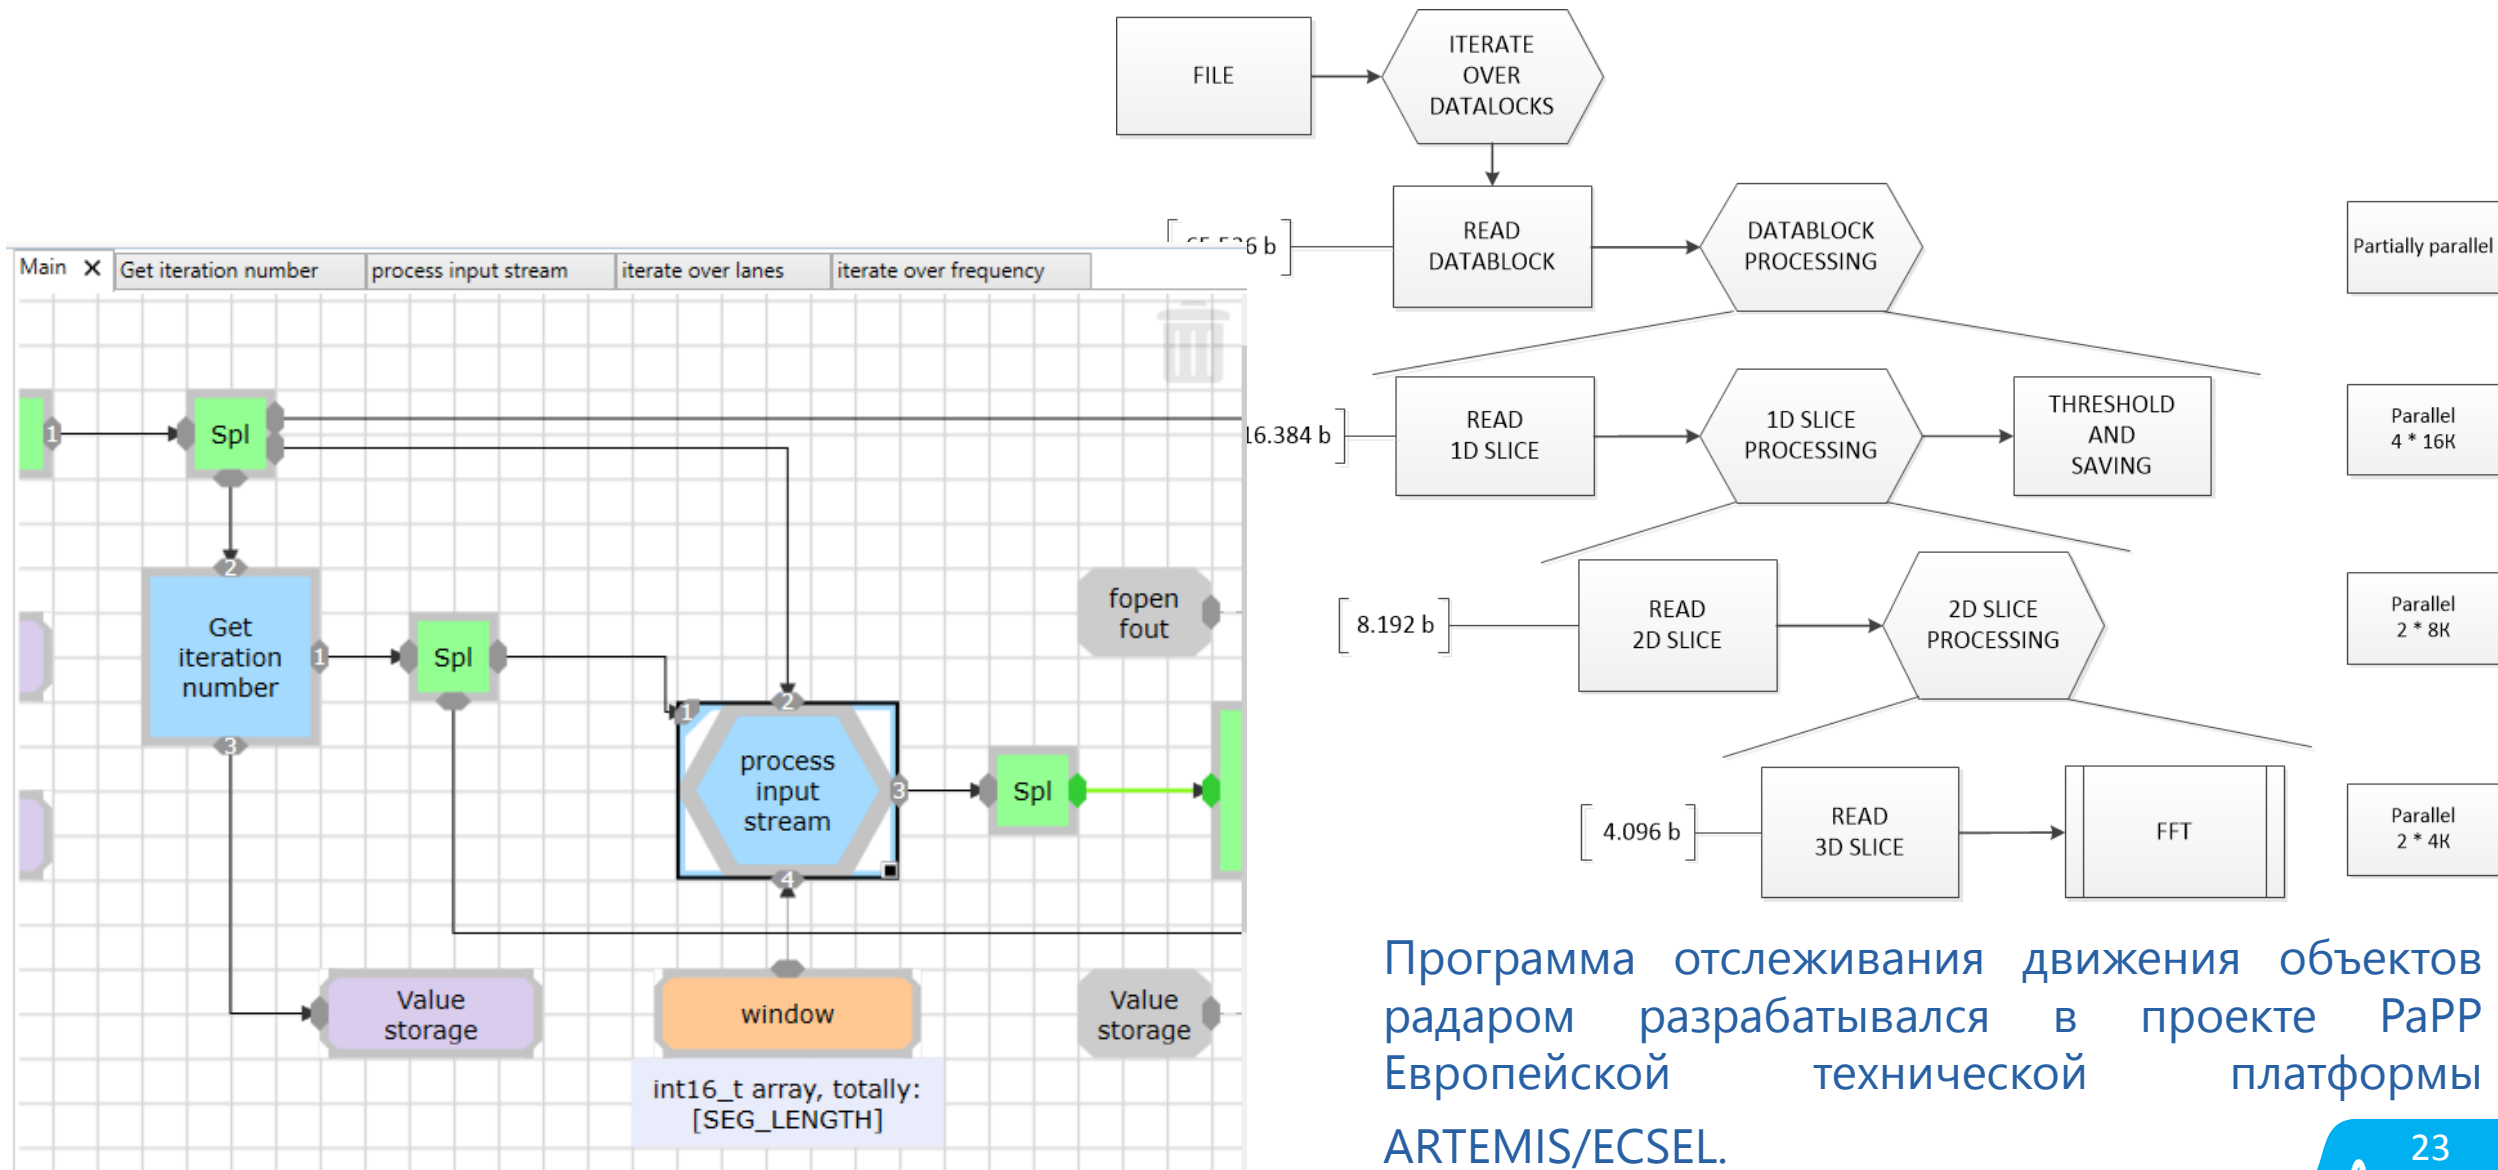 FILE
ITERATE
OVER
DATALOCKS
READ
DATABLOCK
DATABLOCK
PROCESSING
Partially parallel
16.384 b
READ
1D SLICE
1D SLICE
PROCESSING
THRESHOLD
AND
SAVING
Parallel
4 * 16K
8.192 b
READ
2D SLICE
2D SLICE
PROCESSING
Parallel
2 * 8K
4.096 b
READ
3D SLICE
FFT
Parallel
2 * 4K
Main
Get iteration number
process input stream
iterate over lanes
iterate over frequency
1
Spl
2
Get
iteration
number
1
3
Spl
fopen
fout
1
2
process
input
stream
3
4
Spl
Value
storage
window
Value
storage
int16_t array, totally:
[SEG_LENGTH]
Программа отслеживания движения объектов
радаром разрабатывался в проекте PaPP
Европейской технической платформы
ARTEMIS/ECSEL.
23